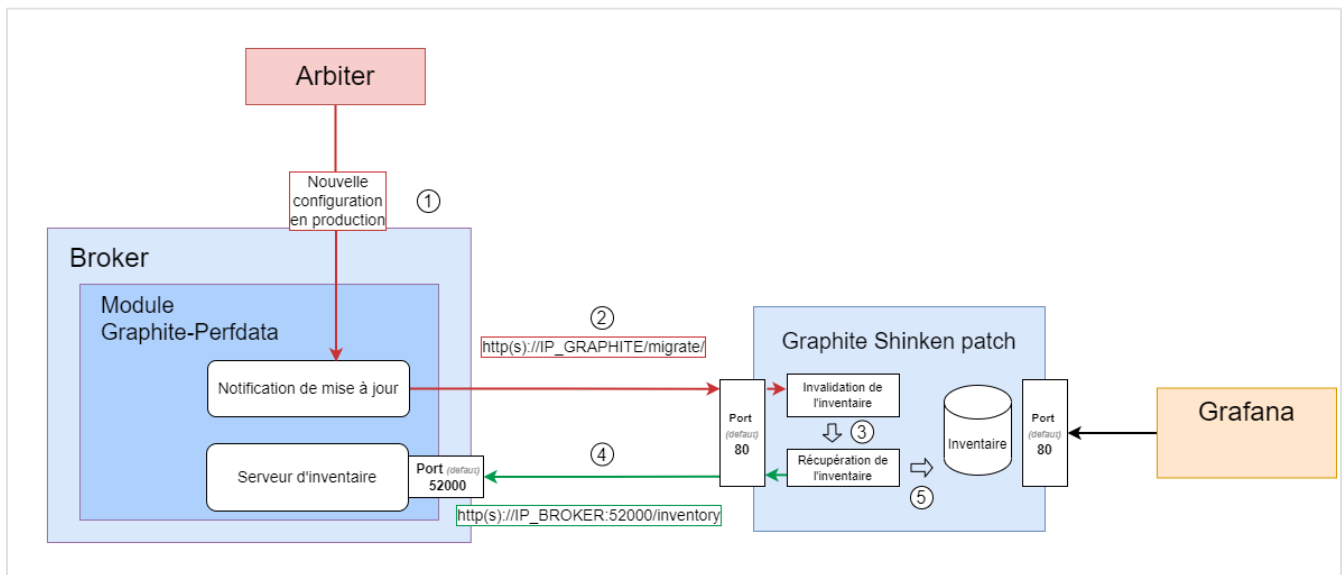 Arbiter
Nouvelle
configuration
en production
1
Broker
Module
Graphite-Perfdata
Notification de mise à jour
Serveur d'inventaire
Port (defaut)
52000
2
http(s)://IP_GRAPHITE/migrate/
4
http(s)://IP_BROKER:52000/inventory
Graphite Shinken patch
Port
(defaut)
80
Invalidation de
l'inventaire
3
Récupération de
l'inventaire
5
Inventaire
Port
(defaut)
80
Grafana